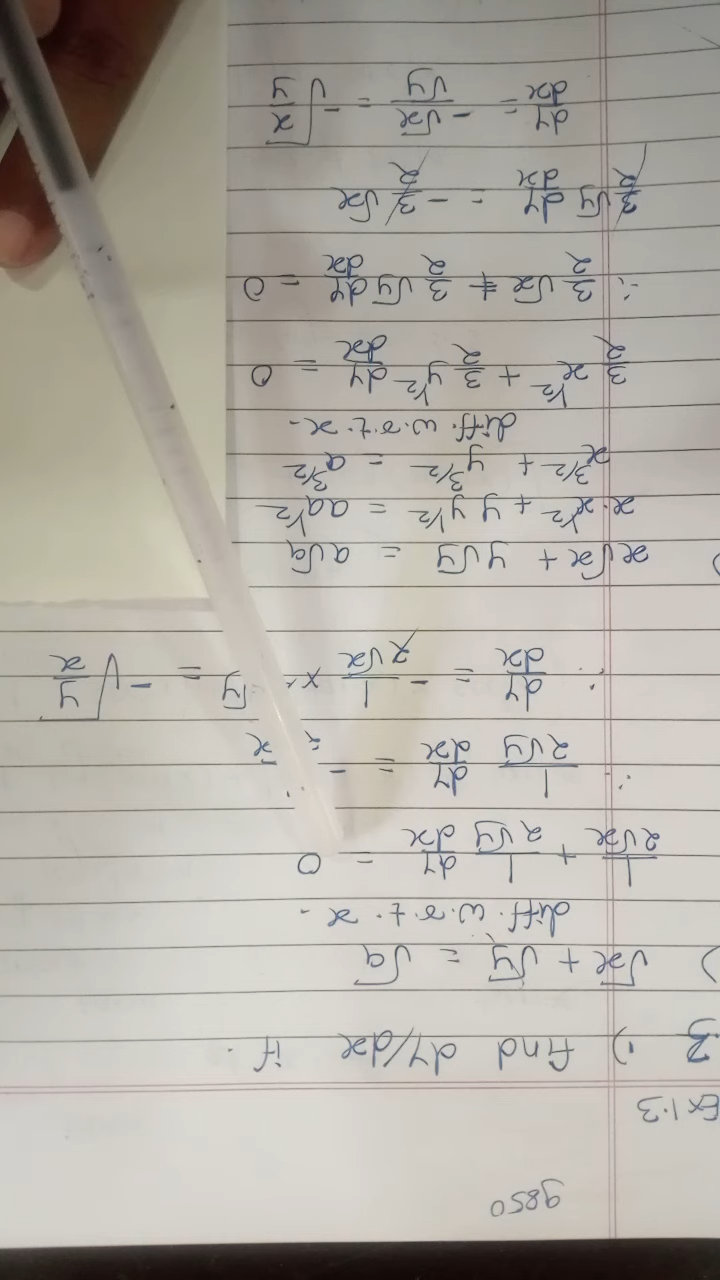 9850
Ex 1.3
3 1) find dy/dx if.
) √x + √y = √a
diff. w.r.t. x.
1/2√x + 1/2√y dy/dx = 0
∴ 1/2√y dy/dx = - x
∴ dy/dx = - 1/2√x × √y = - √y/x
) x√x + y√y = a√a
x·x^1/2 + y y^1/2 = aa^1/2
x^3/2 + y^3/2 = a^3/2
diff. w.r.t. x.
3/2 x^1/2 + 3/2 y^1/2 dy/dx = 0
∴ 3/2 √x + 3/2 √y dy/dx = 0
3/2 √y dy/dx = - 3/2 √x
dy/dx = -√x/√y = -√x/y